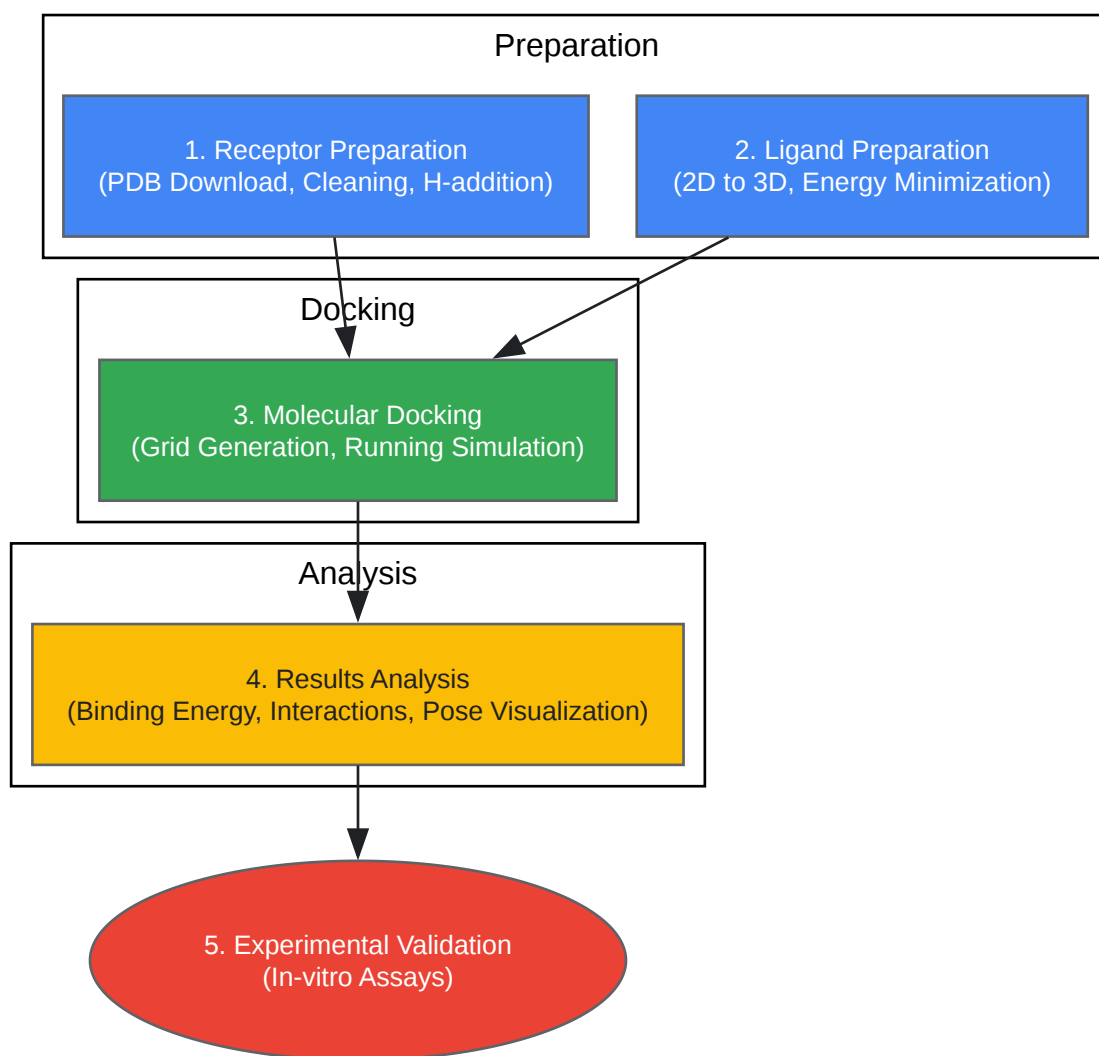 Preparation
1. Receptor Preparation
(PDB Download, Cleaning, H-addition)
2. Ligand Preparation
(2D to 3D, Energy Minimization)
Docking
3. Molecular Docking
(Grid Generation, Running Simulation)
Analysis
4. Results Analysis
(Binding Energy, Interactions, Pose Visualization)
5. Experimental Validation
(In-vitro Assays)